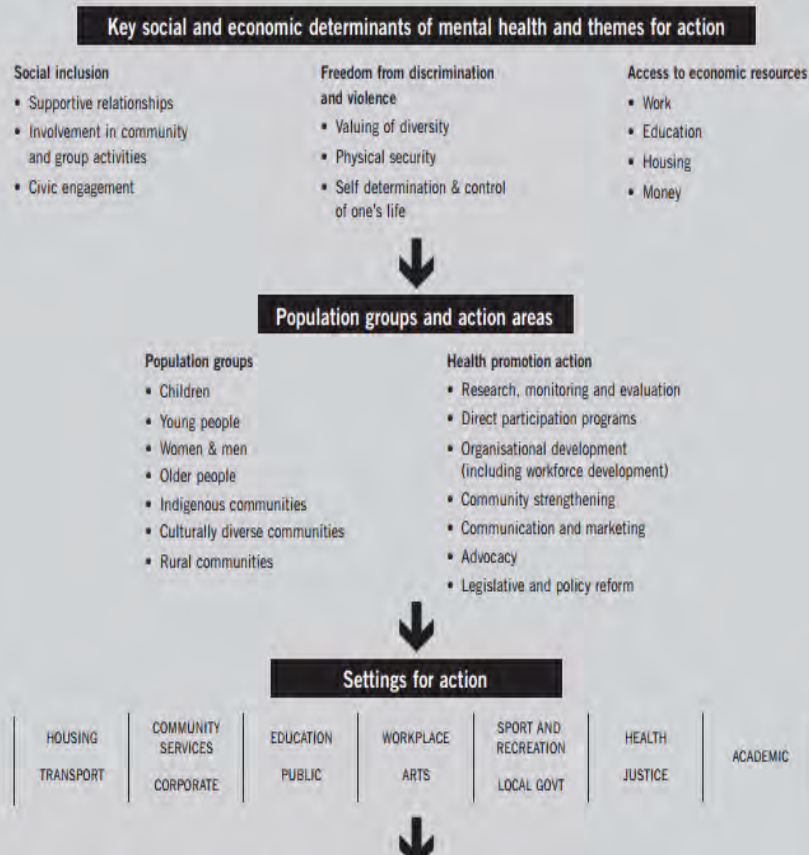 Key social and economic determinants of mental health and themes for action
Social inclusion
• Supportive relationships
• Involvement in community
and group activities
• Civic engagement
Freedom from discrimination
and violence
• Valuing of diversity
• Physical security
• Self determination & control
of one's life
Access to economic resources
• Work
• Education
• Housing
• Money
Population groups and action areas
Population groups
• Children
• Young people
• Women & men
• Older people
• Indigenous communities
• Culturally diverse communities
• Rural communities
Health promotion action
• Research, monitoring and evaluation
• Direct participation programs
• Organisational development
(including workforce development)
• Community strengthening
• Communication and marketing
• Advocacy
• Legislative and policy reform
Settings for action
HOUSING
TRANSPORT
COMMUNITY
SERVICES
CORPORATE
EDUCATION
PUBLIC
WORKPLACE
ARTS
SPORT AND
RECREATION
LOCAL GOVT
HEALTH
JUSTICE
ACADEMIC